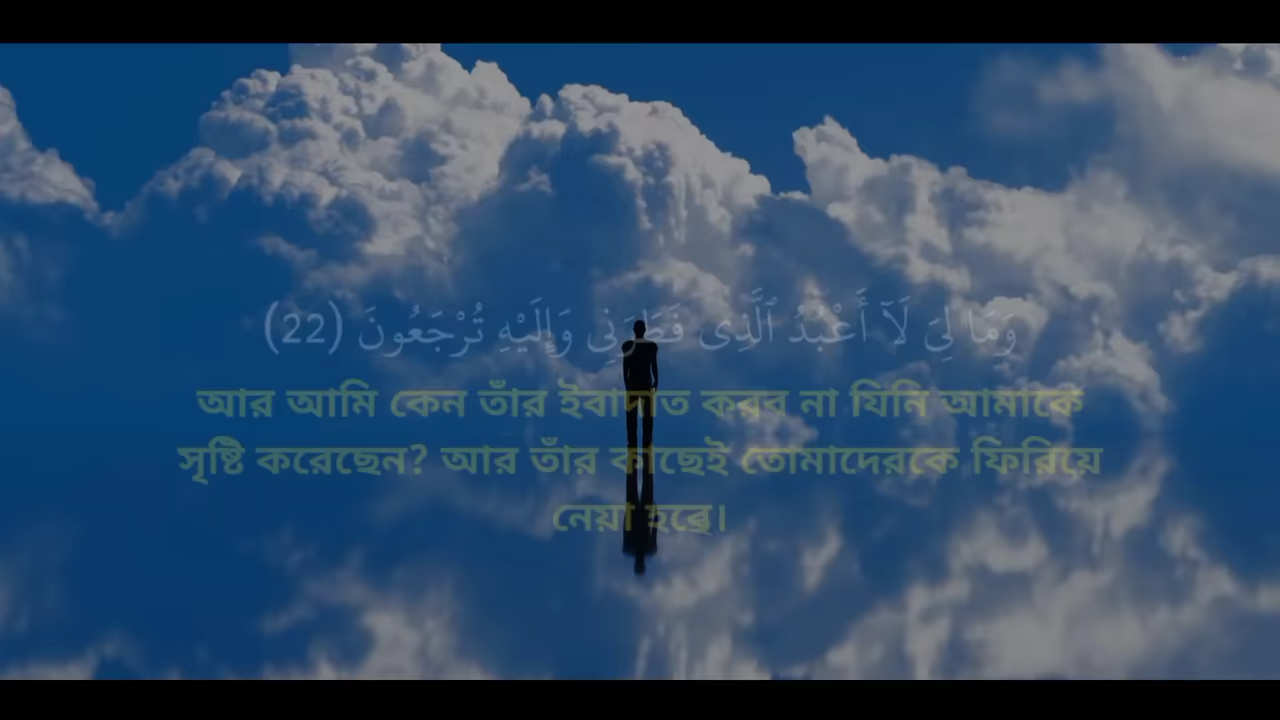 وَمَا لِىَ لَآ أَعْبُدُ ٱلَّذِى فَطَرَنِى وَإِلَيْهِ تُرْجَعُونَ (22)
আর আমি কেন তাঁর ইবাদাত করব না যিনি আমাকে
সৃষ্টি করেছেন? আর তাঁর কাছেই তোমাদেরকে ফিরিয়ে
নেয়া হবে।